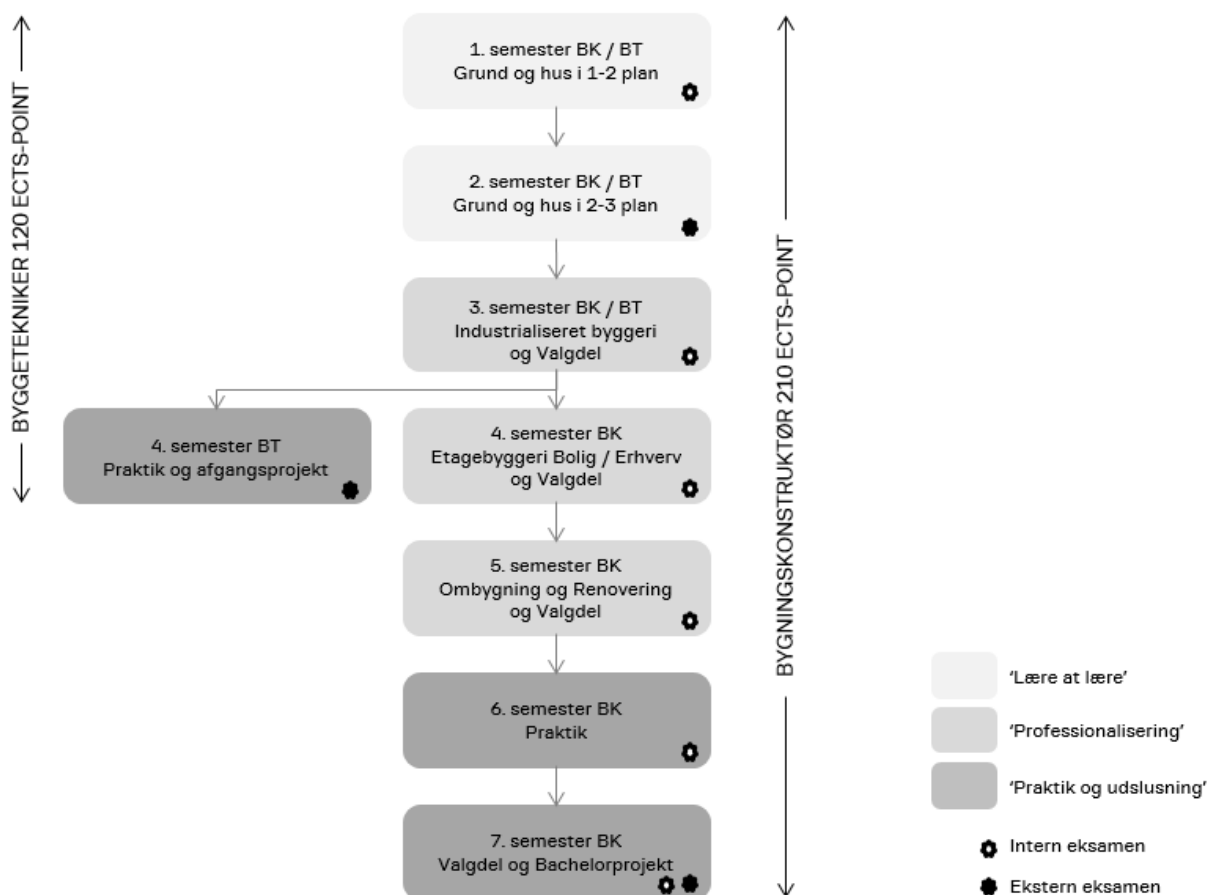 BYGGETEKNIKER 120 ECTS-POINT
1. semester BK / BT
Grund og hus i 1-2 plan
2. semester BK / BT
Grund og hus i 2-3 plan
3. semester BK / BT
Industrialiseret byggeri
og Valgdel
4. semester BT
Praktik og afgangsprojekt
4. semester BK
Etagebyggeri Bolig / Erhverv
og Valgdel
5. semester BK
Ombygning og Renovering
og Valgdel
6. semester BK
Praktik
7. semester BK
Valgdel og Bachelorprojekt
BYGNINGSKONSTRUKTØR 210 ECTS-POINT
'Lære at lære'
'Professionalisering'
'Praktik og udslusning'
Intern eksamen
Ekstern eksamen